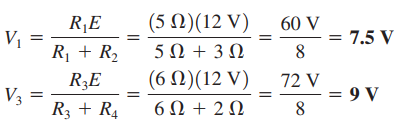 V₁ = R₁E / (R₁ + R₂) = (5 Ω)(12 V) / (5 Ω + 3 Ω) = 60 V / 8 = 7.5 V
V₃ = R₃E / (R₃ + R₄) = (6 Ω)(12 V) / (6 Ω + 2 Ω) = 72 V / 8 = 9 V